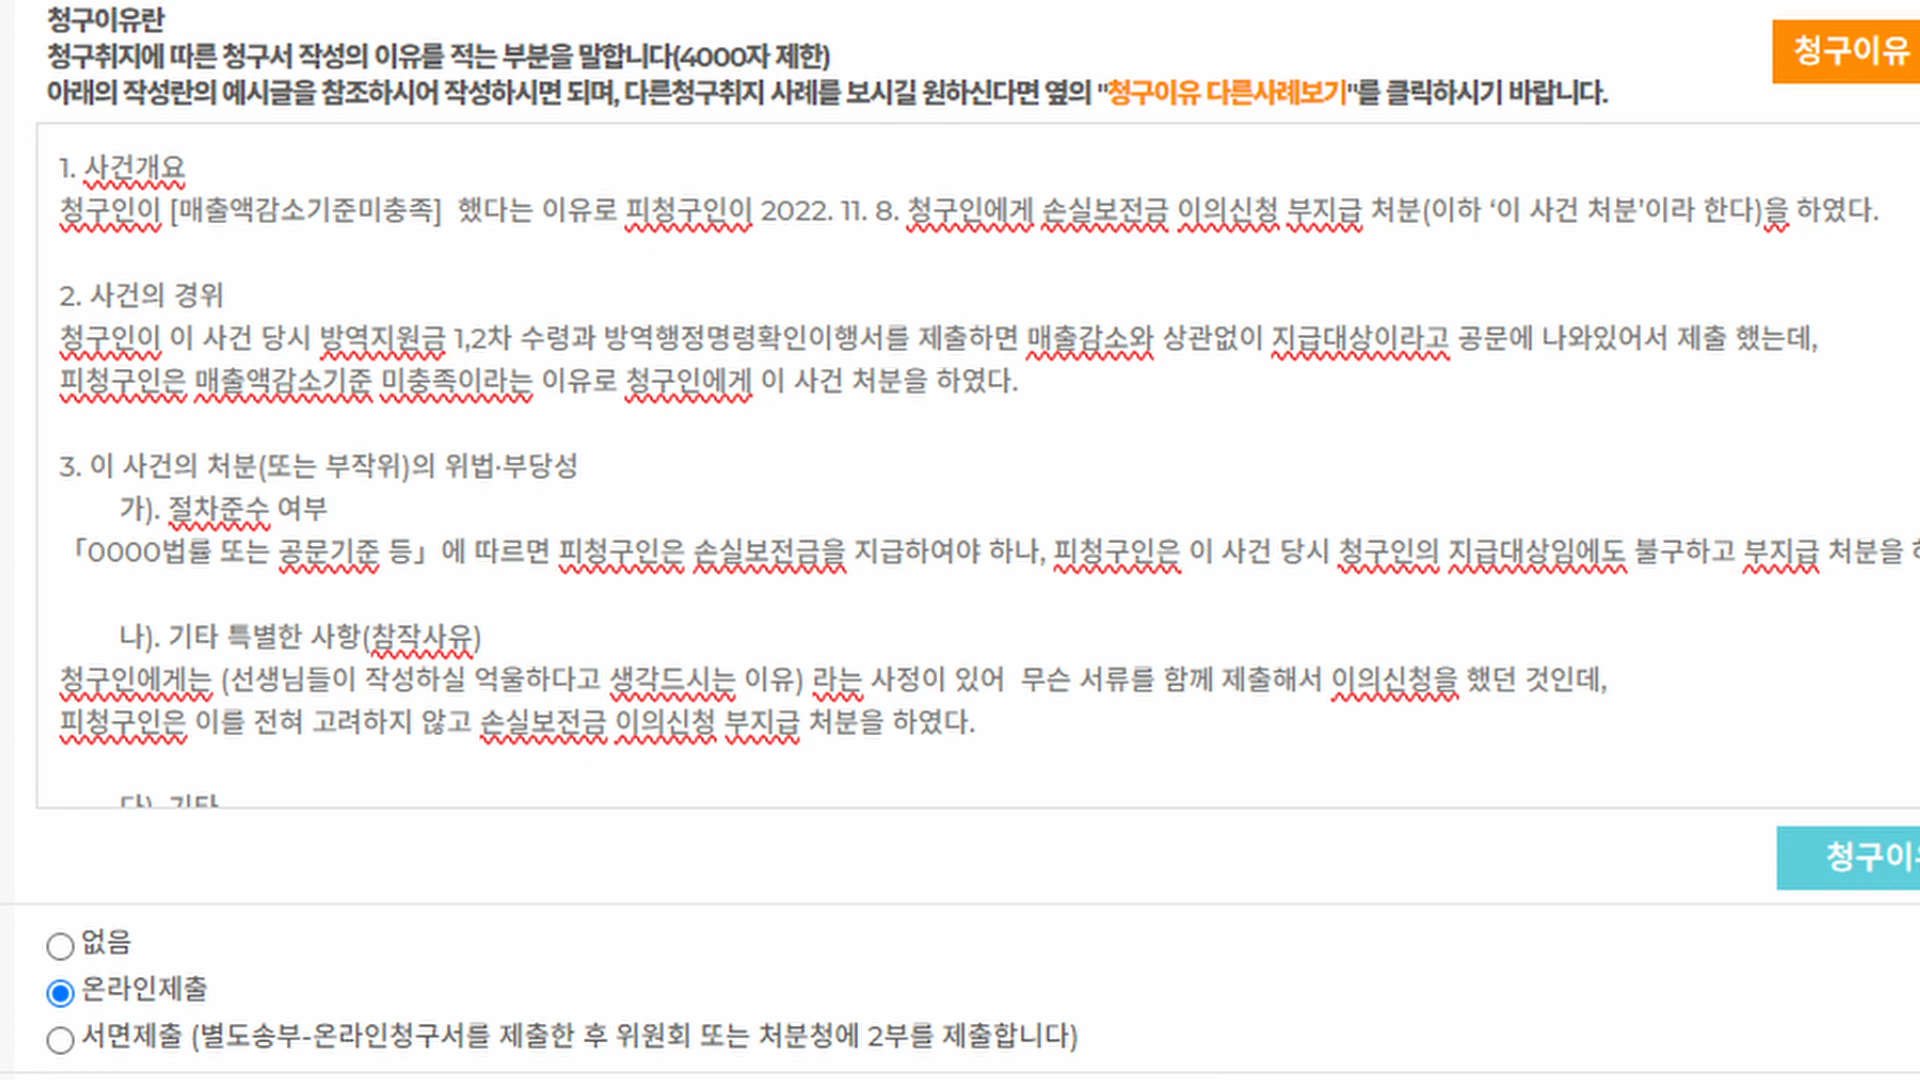 청구이유란
청구취지에 따른 청구서 작성의 이유를 적는 부분을 말합니다(4000자 제한)
아래의 작성란의 예시글을 참조하시어 작성하시면 되며, 다른청구취지 사례를 보시길 원하신다면 옆의 "청구이유 다른사례보기"를 클릭하시기 바랍니다.
청구이유
1. 사건개요
청구인이 [매출액감소기준미충족]  했다는 이유로 피청구인이 2022. 11. 8. 청구인에게 손실보전금 이의신청 부지급 처분(이하 ‘이 사건 처분’이라 한다)을 하였다.
2. 사건의 경위
청구인이 이 사건 당시 방역지원금 1,2차 수령과 방역행정명령확인이행서를 제출하면 매출감소와 상관없이 지급대상이라고 공문에 나와있어서 제출 했는데,
피청구인은 매출액감소기준 미충족이라는 이유로 청구인에게 이 사건 처분을 하였다.
3. 이 사건의 처분(또는 부작위)의 위법·부당성
가). 절차준수 여부
「0000법률 또는 공문기준 등」에 따르면 피청구인은 손실보전금을 지급하여야 하나, 피청구인은 이 사건 당시 청구인의 지급대상임에도 불구하고 부지급 처분을
나). 기타 특별한 사항(참작사유)
청구인에게는 (선생님들이 작성하실 억울하다고 생각드시는 이유) 라는 사정이 있어  무슨 서류를 함께 제출해서 이의신청을 했던 것인데,
피청구인은 이를 전혀 고려하지 않고 손실보전금 이의신청 부지급 처분을 하였다.
다). 기타
청구이
없음
온라인제출
서면제출 (별도송부-온라인청구서를 제출한 후 위원회 또는 처분청에 2부를 제출합니다)